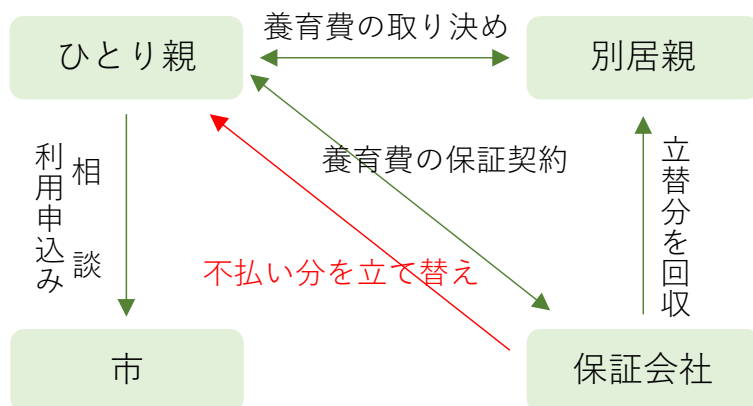 養育費の取り決め
ひとり親
別居親
養育費の保証契約
相談
利用申込み
立替分を回収
不払い分を立て替え
市
保証会社